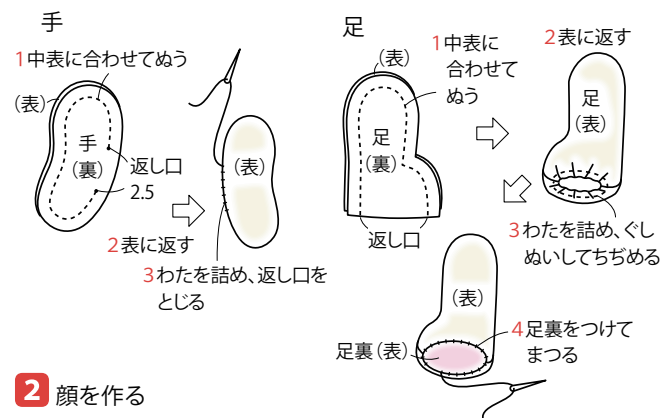 手
1中表に合わせてぬう
(表)
手
(裏)
返し口
2.5
2表に返す
(表)
3わたを詰め、返し口を
とじる
足
1中表に
合わせて
ぬう
(表)
足
(裏)
返し口
2表に返す
足
(表)
3わたを詰め、ぐし
ぬいしてちぢめる
(表)
足裏(表)
4足裏をつけて
まつる
2 顔を作る